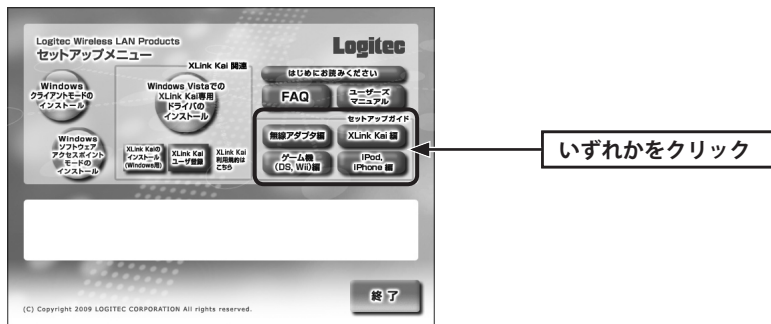 Logitec Wireless LAN Products
セットアップメニュー
Logitec
XLink Kai 関連
Windows
クライアントモードの
インストール
Windows Vistaでの
XLink Kai専用
ドライバの
インストール
はじめにお読みください
FAQ
ユーザーズ
マニュアル
セットアップガイド
無線アダプタ編
XLink Kai 編
ゲーム機
(DS, Wii)編
iPod,
iPhone 編
Windows
ソフトウェア
アクセスポイント
モードの
インストール
XLink Kaiの
インストール
(Windows用)
XLink Kai
ユーザ登録
XLink Kai
利用規約は
こちら
いずれかをクリック
終了
(C) Copyright 2009 LOGITEC CORPORATION All rights reserved.